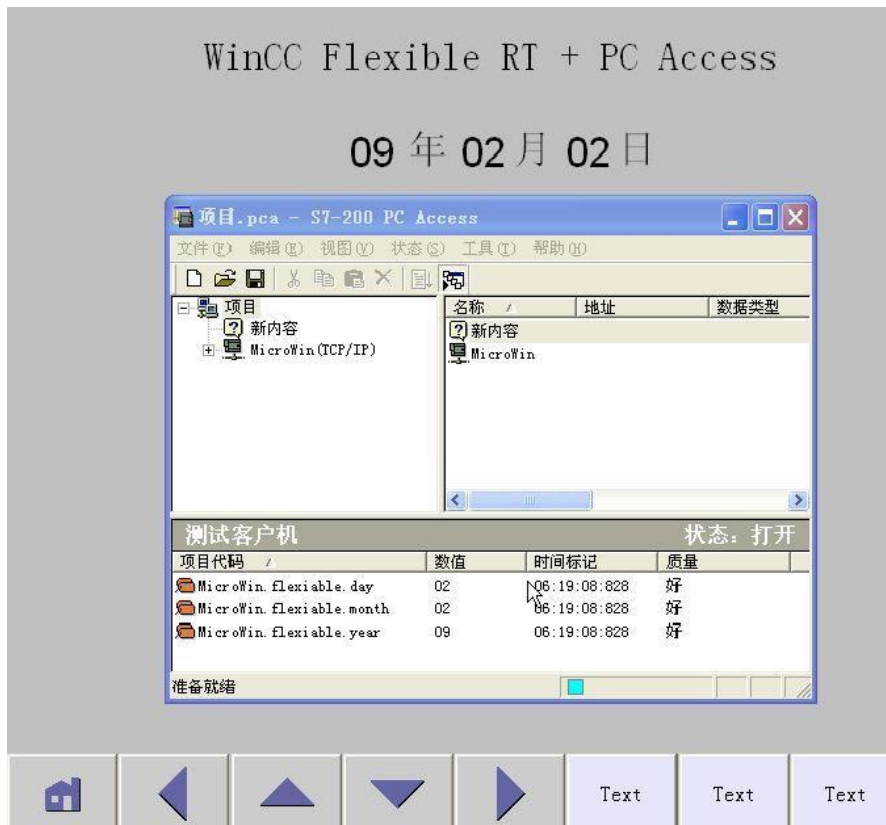 WinCC Flexible RT + PC Access
09 年 02 月 02 日
项目.pca - S7-200 PC Access
文件(F) 编辑(E) 视图(V) 状态(S) 工具(T) 帮助(H)
项目
新内容
MicroWin(TCP/IP)
名称 地址 数据类型
新内容
MicroWin
测试客户机 状态: 打开
项目代码 数值 时间标记 质量
MicroWin.flexiable.day 02 06:19:08:828 好
MicroWin.flexiable.month 02 06:19:08:828 好
MicroWin.flexiable.year 09 06:19:08:828 好
准备就绪
Text Text Text